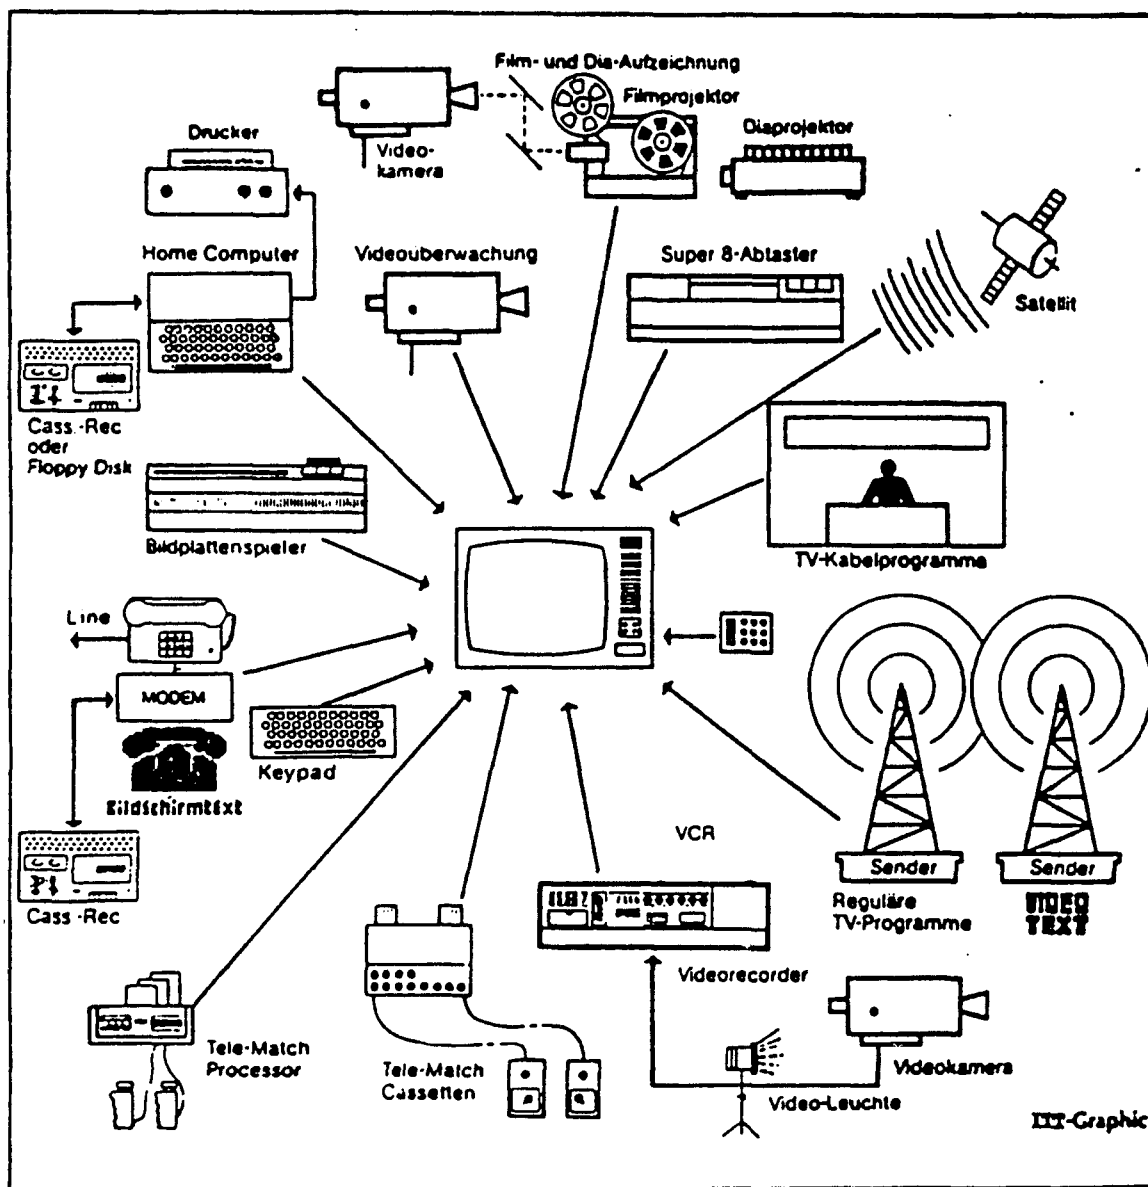 Film- und Dia-Aufzeichnung
Filmprojektor
Diaprojektor
Drucker
Video-
kamera
Home Computer
Videoüberwachung
Super 8-Abtaster
Satellit
Cass.-Rec
oder
Floppy Disk
Bildplattenspieler
TV-Kabelprogramme
Line
MODEM
Keypad
Bildschirmtext
VCR
Sender
Sender
Cass.-Rec
Reguläre
TV-Programme
VIDEO
TEXT
Videorecorder
Tele-Match
Processor
Tele-Match
Cassetten
Videokamera
Video-Leuchte
ITT-Graphic